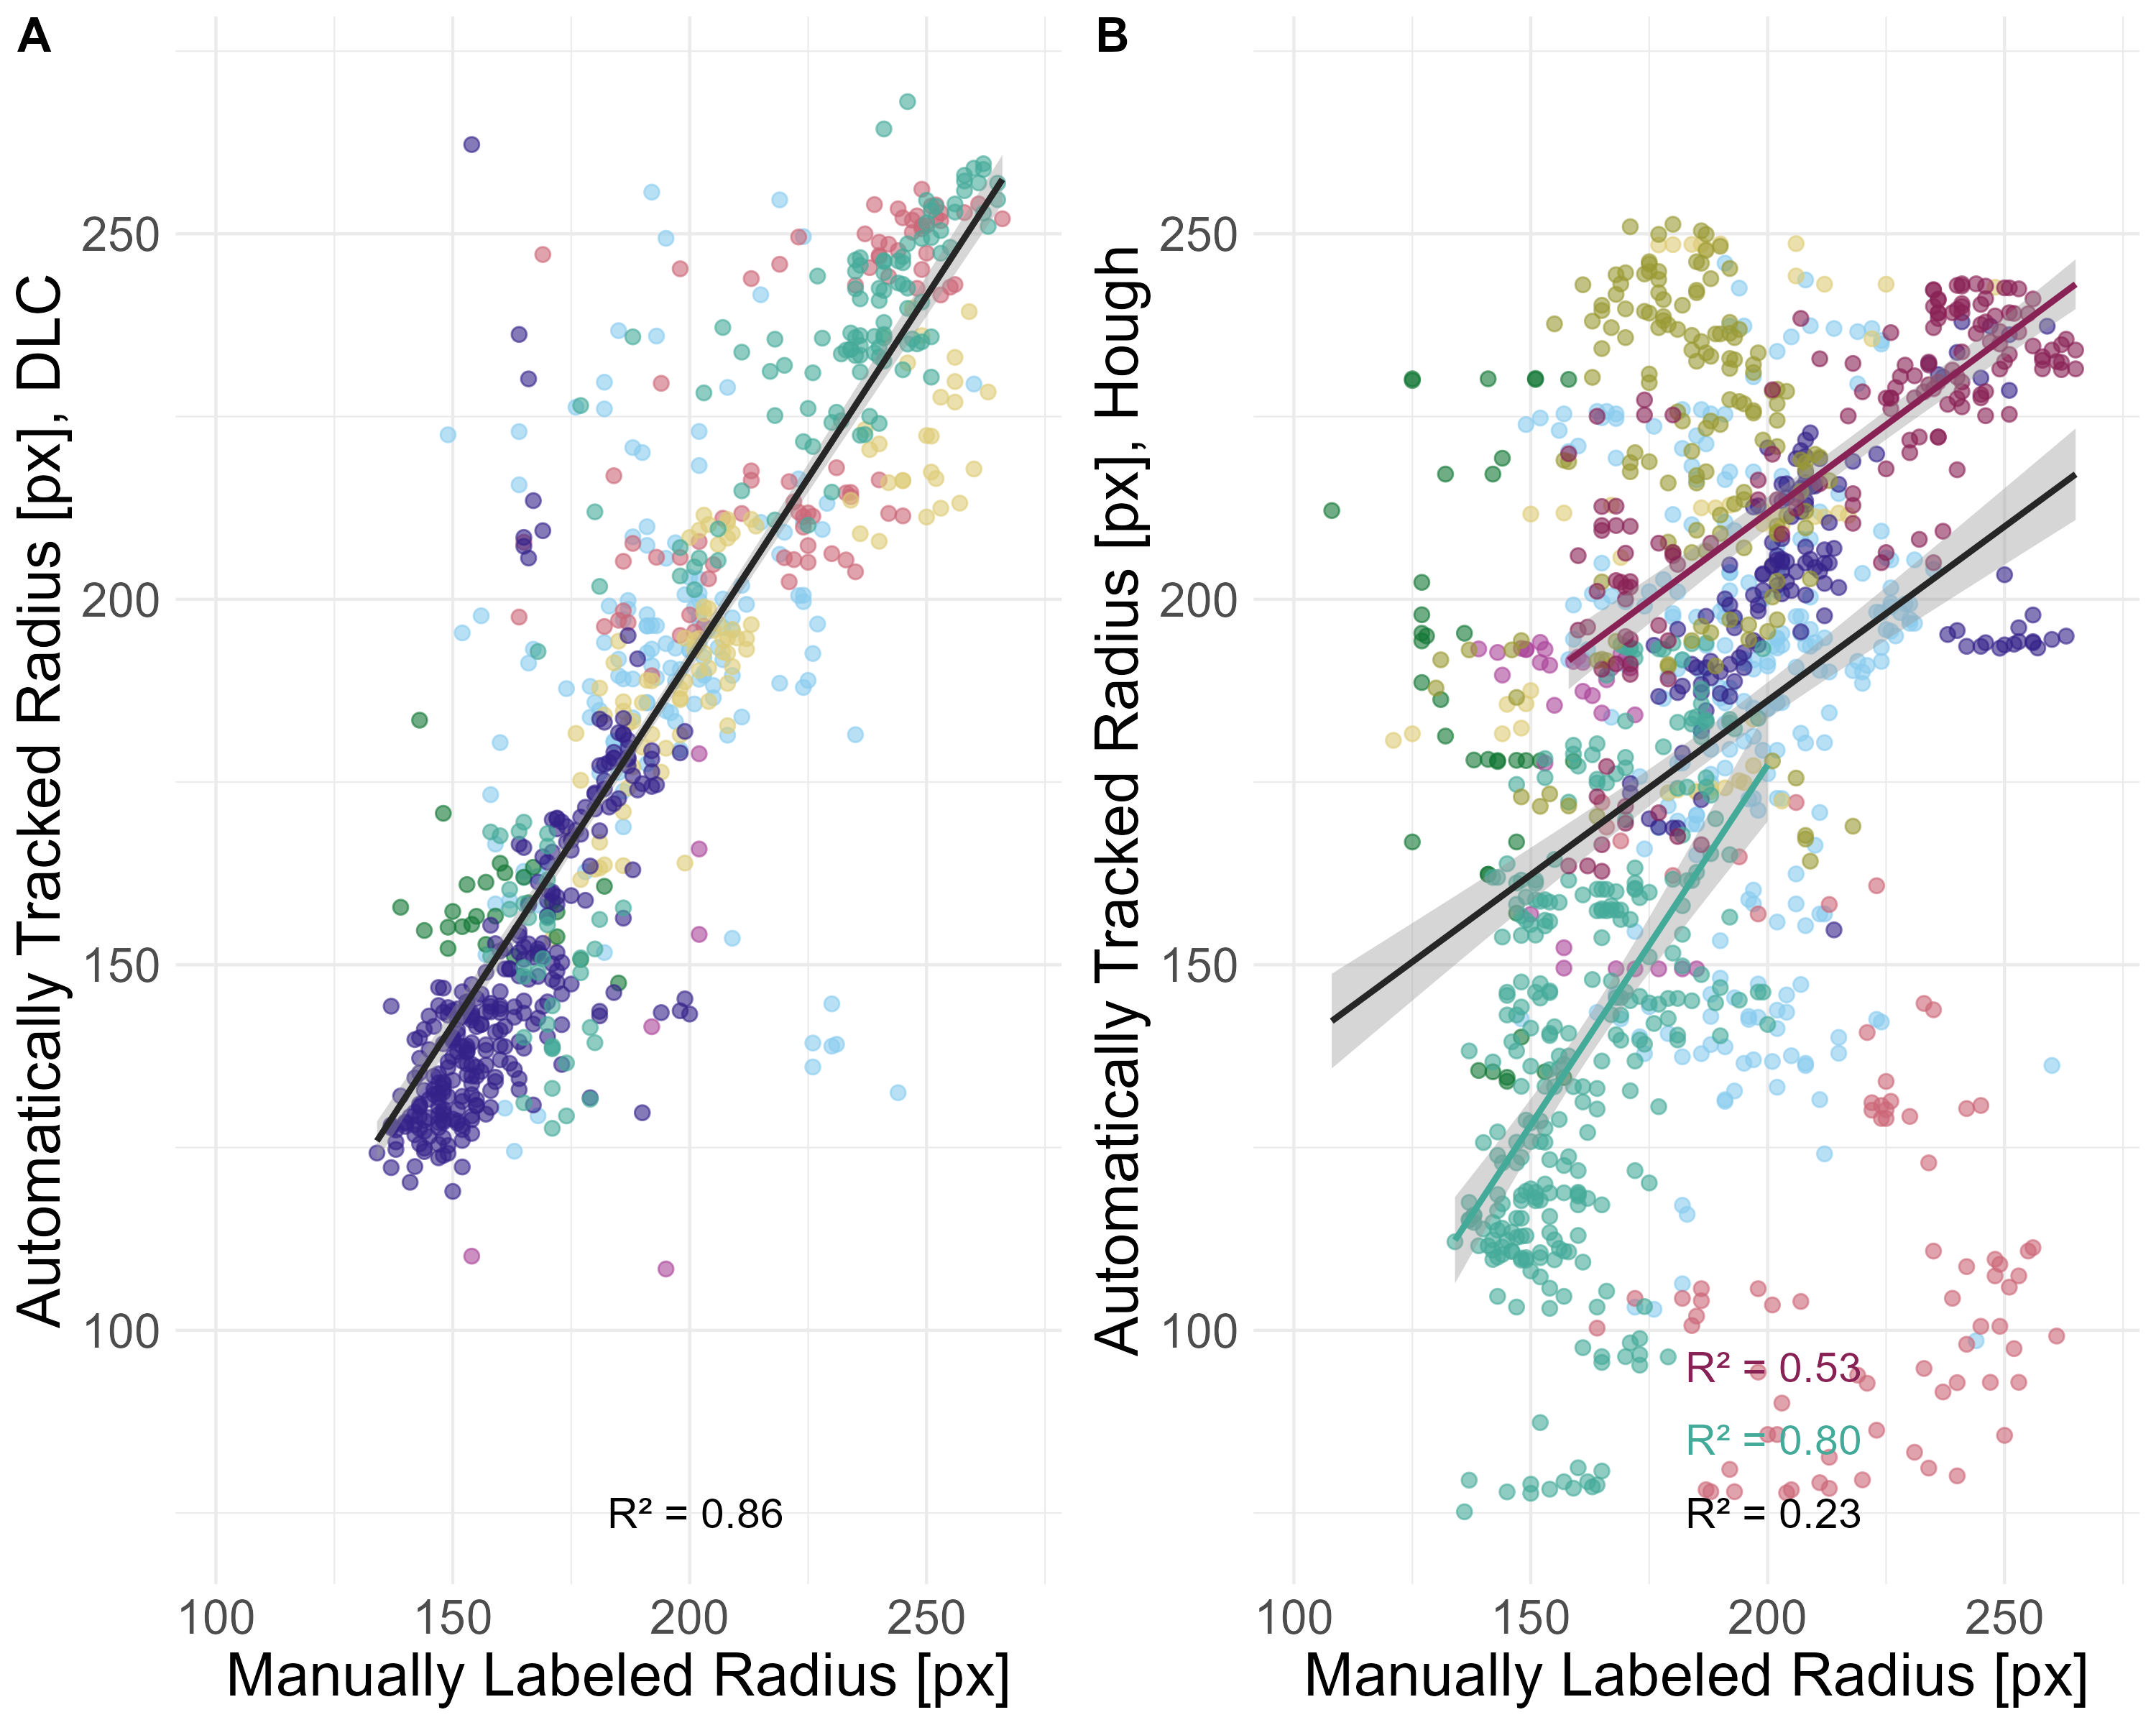 A
Automatically Tracked Radius [px], DLC
250
200
150
100
R² = 0.86
100 150 200 250
Manually Labeled Radius [px]
B
Automatically Tracked Radius [px], Hough
250
200
150
100
R² = 0.53
R² = 0.80
R² = 0.23
100 150 200 250
Manually Labeled Radius [px]